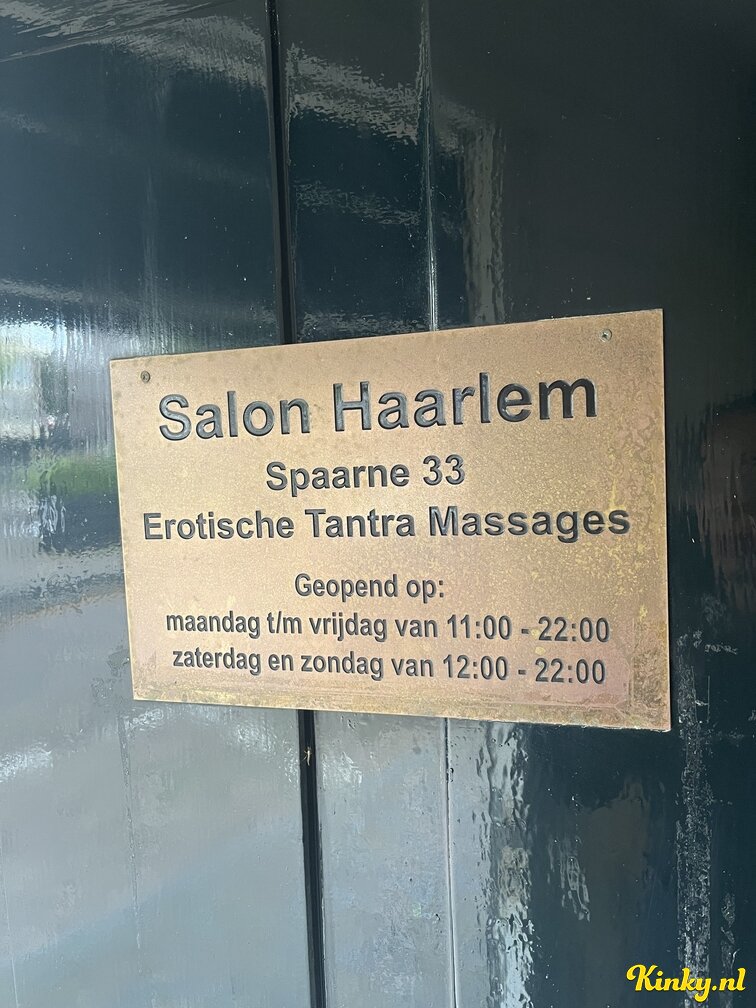 Salon Haarlem
Spaarne 33
Erotische Tantra Massages
Geopend op:
maandag t/m vrijdag van 11:00 - 22:00
zaterdag en zondag van 12:00 - 22:00
Kinky.nl